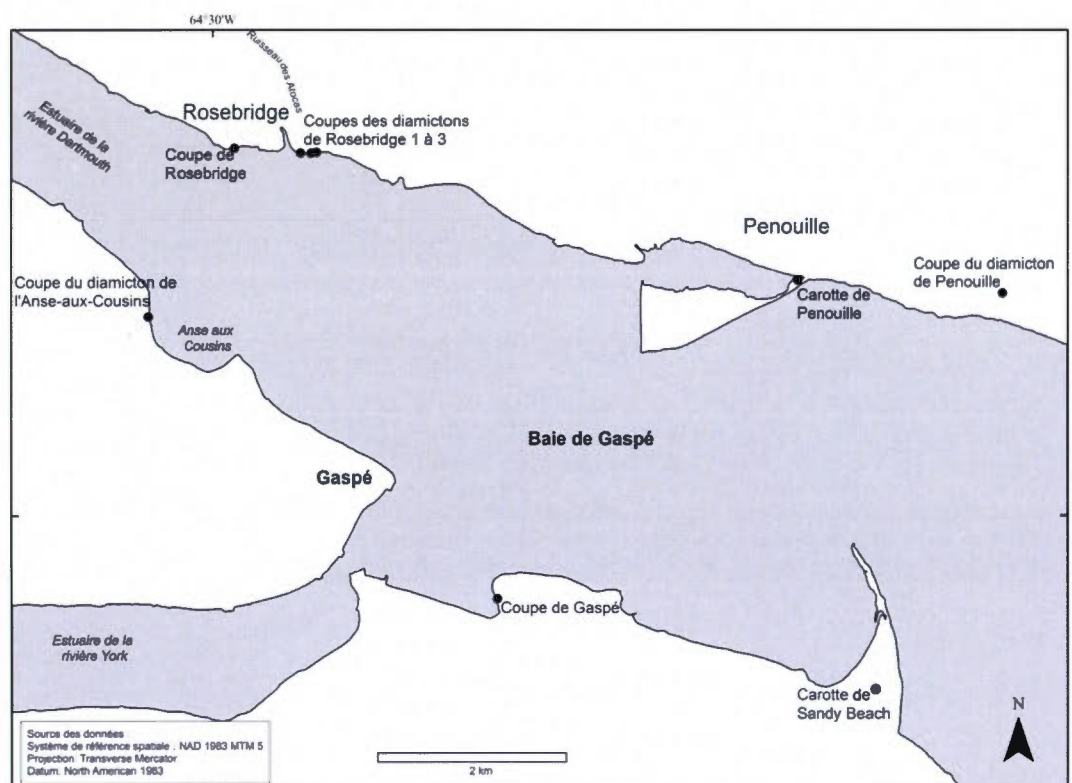 64°30'W
Ruisseau des Atocas
Estuaire de la
rivière Dartmouth
Rosebridge
Coupes des diamictons
de Rosebridge 1 à 3
Coupe de
Rosebridge
Penouille
Coupe du diamicton
de Penouille
Coupe du diamicton de
l'Anse-aux-Cousins
Carotte de
Penouille
Anse aux
Cousins
Baie de Gaspé
Gaspé
Coupe de Gaspé
Estuaire de la
rivière York
Carotte de
Sandy Beach
N
Source des données
Système de référence spatiale : NAD 1983 MTM 5
Projection: Transverse Mercator
Datum: North American 1983
2 km